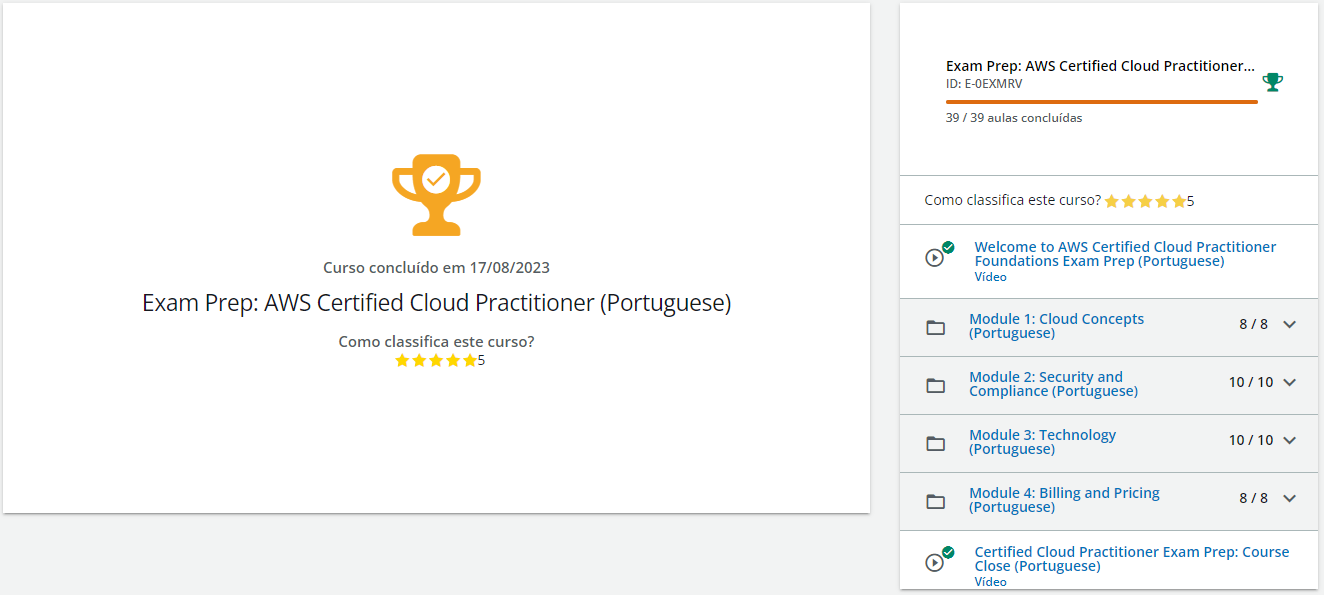 Curso concluído em 17/08/2023
Exam Prep: AWS Certified Cloud Practitioner (Portuguese)
Como classifica este curso?
5
Exam Prep: AWS Certified Cloud Practitioner...
ID: E-0EXMRV
39 / 39 aulas concluídas
Como classifica este curso? 5
Welcome to AWS Certified Cloud Practitioner
Foundations Exam Prep (Portuguese)
Vídeo
Module 1: Cloud Concepts
(Portuguese)
8 / 8
Module 2: Security and
Compliance (Portuguese)
10 / 10
Module 3: Technology
(Portuguese)
10 / 10
Module 4: Billing and Pricing
(Portuguese)
8 / 8
Certified Cloud Practitioner Exam Prep: Course
Close (Portuguese)
Vídeo